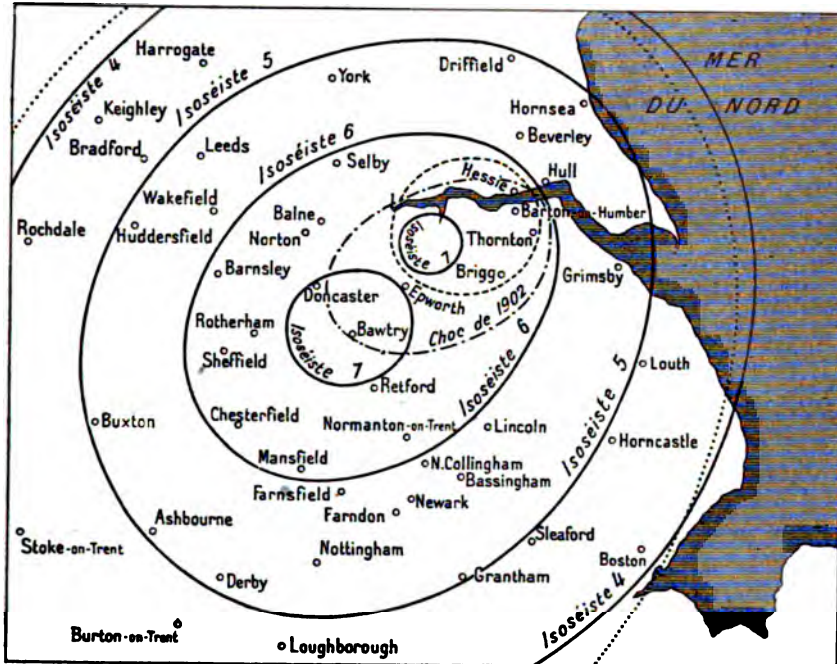 Harrogate
Isoséiste 4
Isoséiste 5
Driffield
MER
DU NORD
York
Keighley
Hornsea
Bradford
Leeds
Isoséiste 6
Selby
Beverley
Hessle
Hull
Wakefield
Balne
Barton-on-Humber
Rochdale
Huddersfield
Norton
Isoséiste 7
Thornton
Barnsley
Brigg
Grimsby
Doncaster
Epworth
Choc de 1902
Rotherham
Bawtry
Isoséiste 6
Sheffield
Isoséiste 7
Louth
Retford
Isoséiste 5
Buxton
Chesterfield
Normanton-on-Trent
Lincoln
Horncastle
Mansfield
N.Collingham
Bassingham
Farnsfield
Newark
Farndon
Ashbourne
Sleaford
Stoke-on-Trent
Nottingham
Boston
Derby
Grantham
Isoséiste 4
Burton-on-Trent
Loughborough